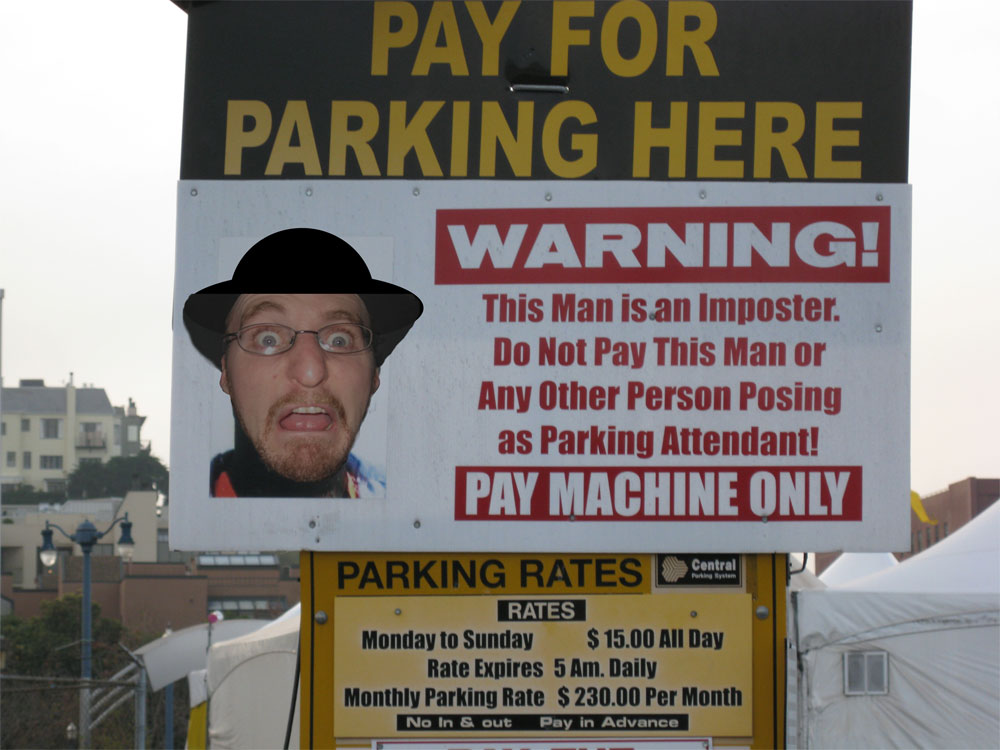 PAY FOR
PARKING HERE
WARNING!
This Man is an Imposter.
Do Not Pay This Man or
Any Other Person Posing
as Parking Attendant!
PAY MACHINE ONLY
PARKING RATES
Central
Parking System
RATES
Monday to Sunday $ 15.00 All Day
Rate Expires 5 Am. Daily
Monthly Parking Rate $ 230.00 Per Month
No In & out Pay in Advance